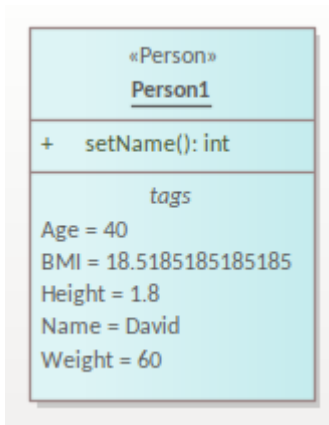 «Person»
Person1
+ setName(): int
tags
Age = 40
BMI = 18.5185185185185
Height = 1.8
Name = David
Weight = 60